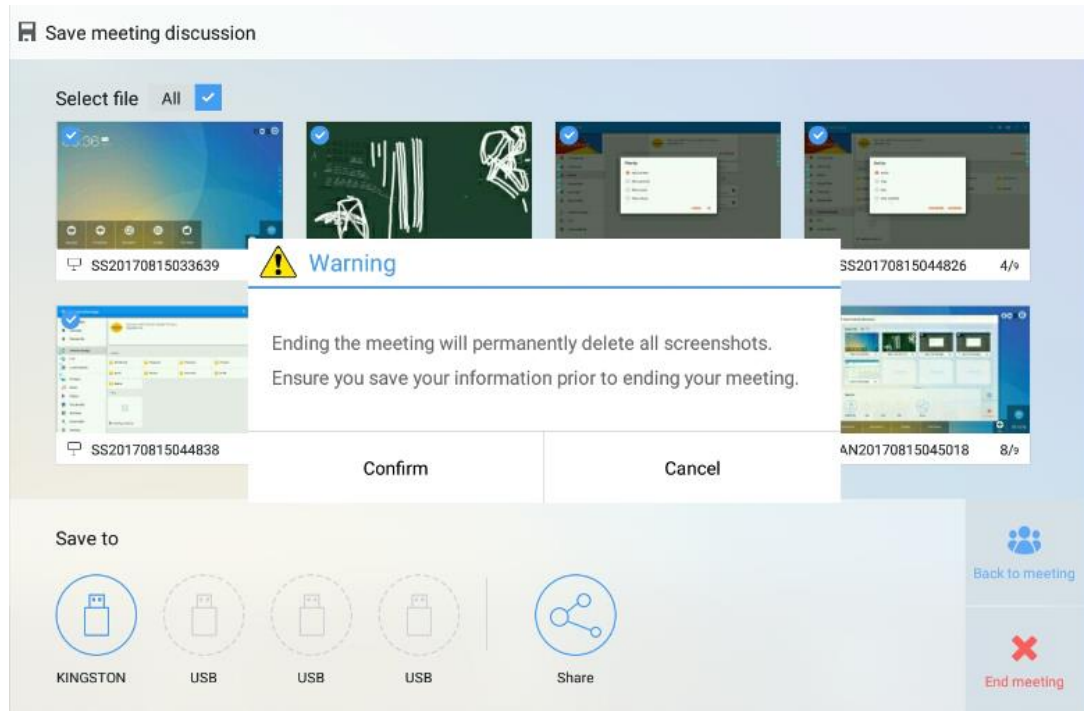 Save meeting discussion
Select file All
SS20170815033639
SS20170815044826 4/9
Warning
Ending the meeting will permanently delete all screenshots.
Ensure you save your information prior to ending your meeting.
Confirm Cancel
SS20170815044838
AN20170815045018 8/9
Save to
Back to meeting
KINGSTON USB USB USB Share
End meeting